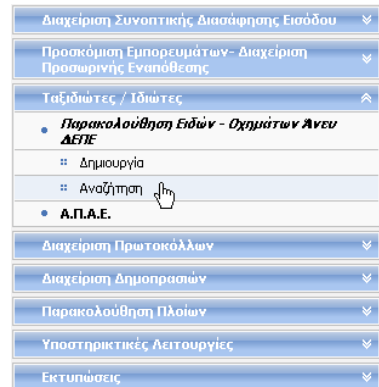 Διαχείριση Συνοπτικής Διασάφησης Εισόδου
Προσκόμιση Εμπορευμάτων- Διαχείριση
Προσωρινής Εναπόθεσης
Ταξιδιώτες / Ιδιώτες
Παρακολούθηση Ειδών - Οχημάτων Άνευ
ΔΕΠΕ
Δημιουργία
Αναζήτηση
Α.Π.Α.Ε.
Διαχείριση Πρωτοκόλλων
Διαχείριση Δημοπρασιών
Παρακολούθηση Πλοίων
Υποστηρικτικές Λειτουργίες
Εκτυπώσεις